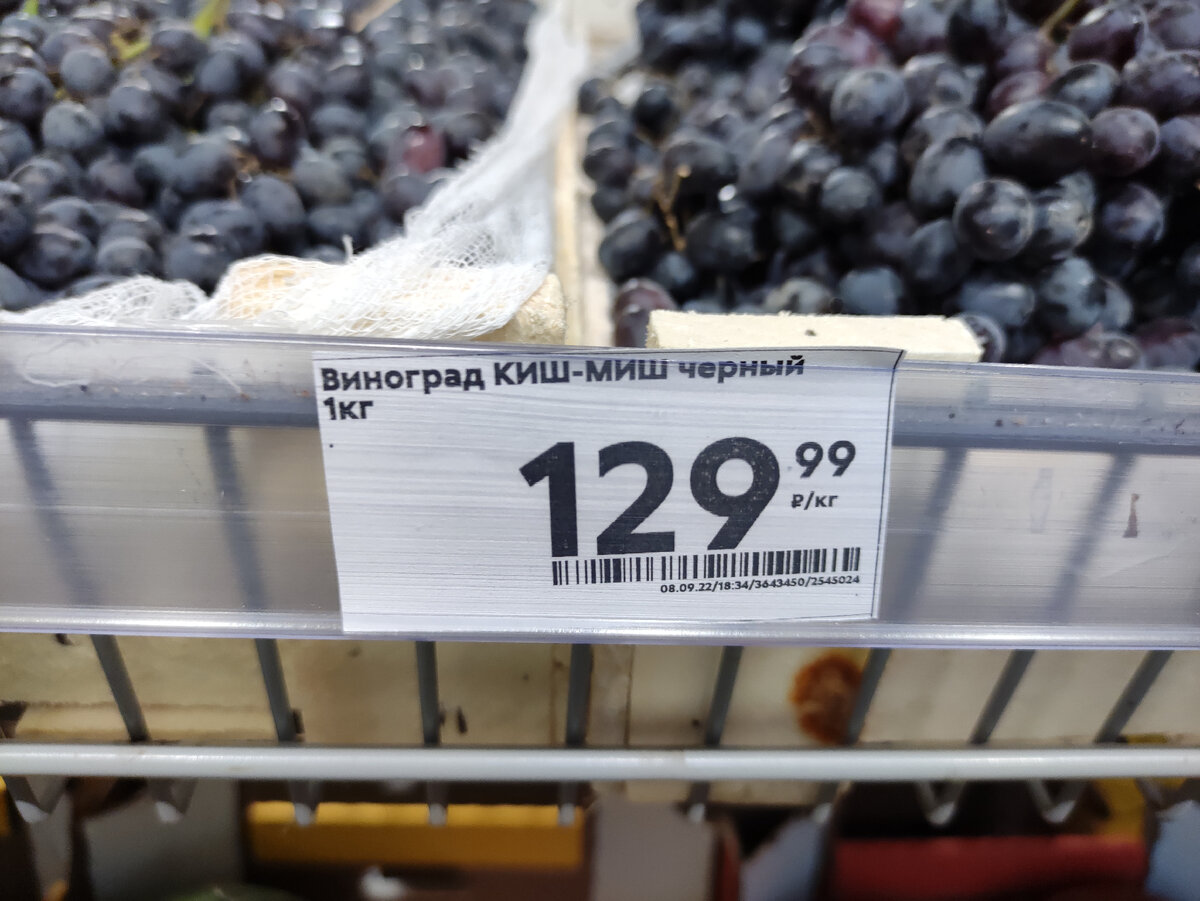 Виноград КИШ-МИШ черный
1кг
129 99
₽/кг
08.09.22/18:34/3643450/2545024